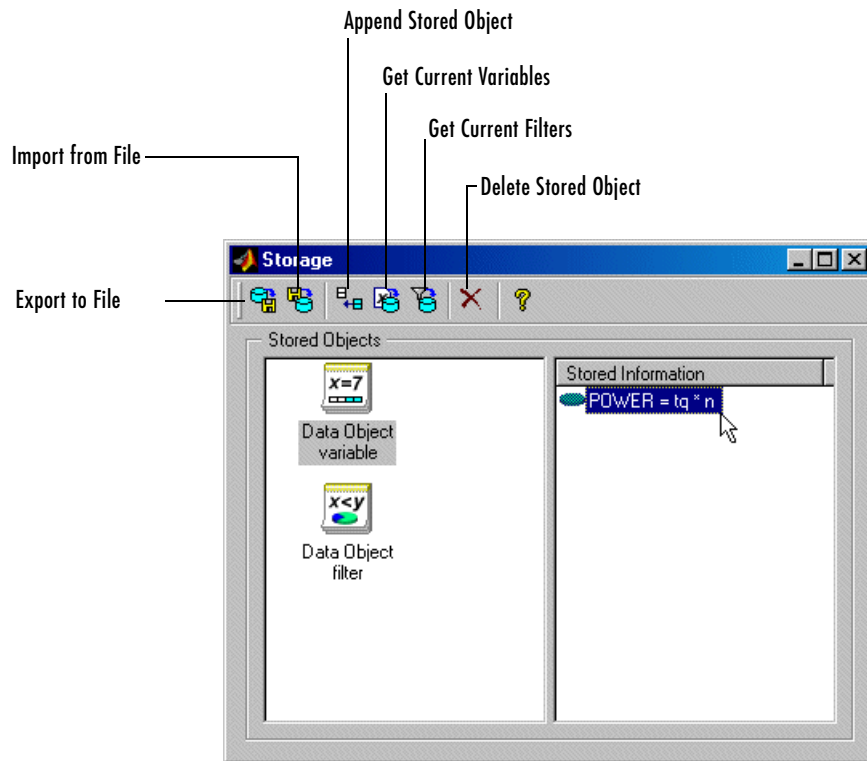 Append Stored Object
Get Current Variables
Get Current Filters
Import from File
Delete Stored Object
Storage
Export to File
Stored Objects
x=7
Data Object
variable
x<y
Data Object
filter
Stored Information
POWER = tq * n